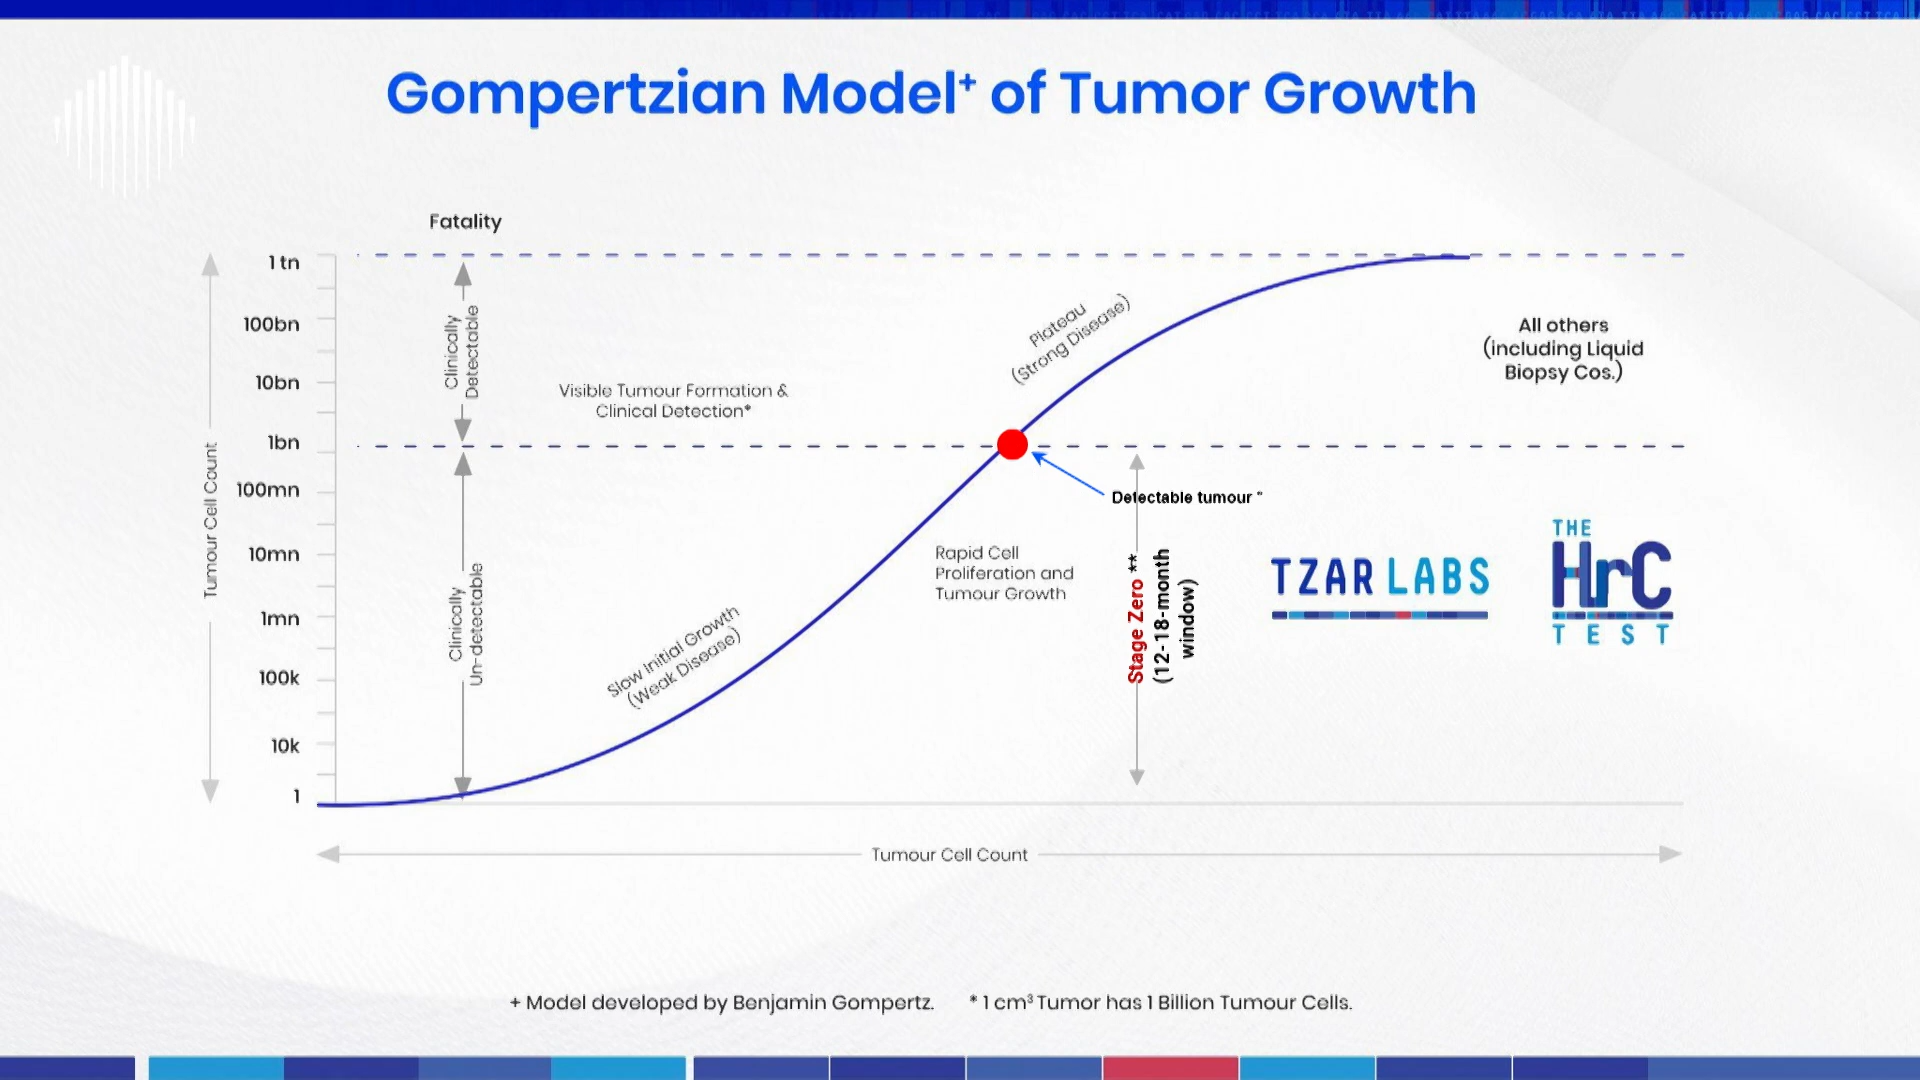 Gompertzian Model+ of Tumor Growth
Fatality
1 tn
100bn
10bn
1bn
100mn
10mn
1mn
100k
10k
1
Tumour Cell Count
Clinically
Detectable
Clinically
Un-detectable
Visible Tumour Formation &
Clinical Detection*
Slow Initial Growth
(Weak Disease)
Plateau
(Strong Disease)
Rapid Cell
Proliferation and
Tumour Growth
Detectable tumour *
Stage Zero **
(12-18-month
window)
All others
(including Liquid
Biopsy Cos.)
TZAR LABS
THE
HrC
TEST
Tumour Cell Count
+ Model developed by Benjamin Gompertz.
* 1 cm³ Tumor has 1 Billion Tumour Cells.